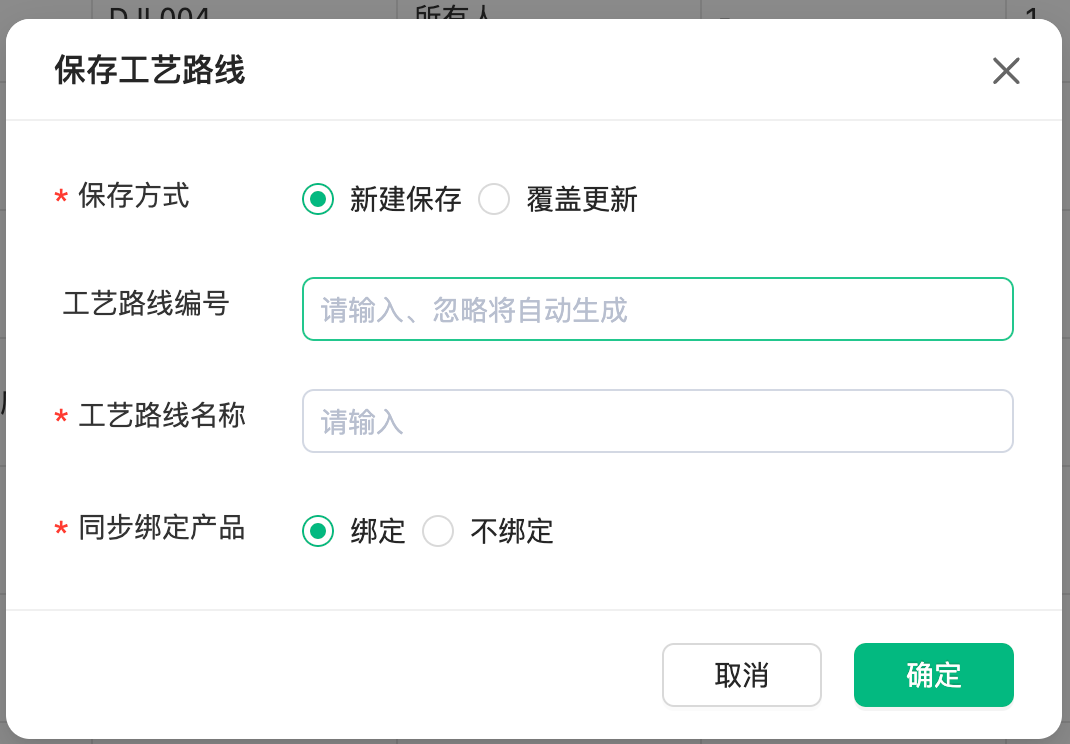 所有人
保存工艺路线
* 保存方式 新建保存 覆盖更新
工艺路线编号 请输入、忽略将自动生成
* 工艺路线名称 请输入
* 同步绑定产品 绑定 不绑定
取消 确定